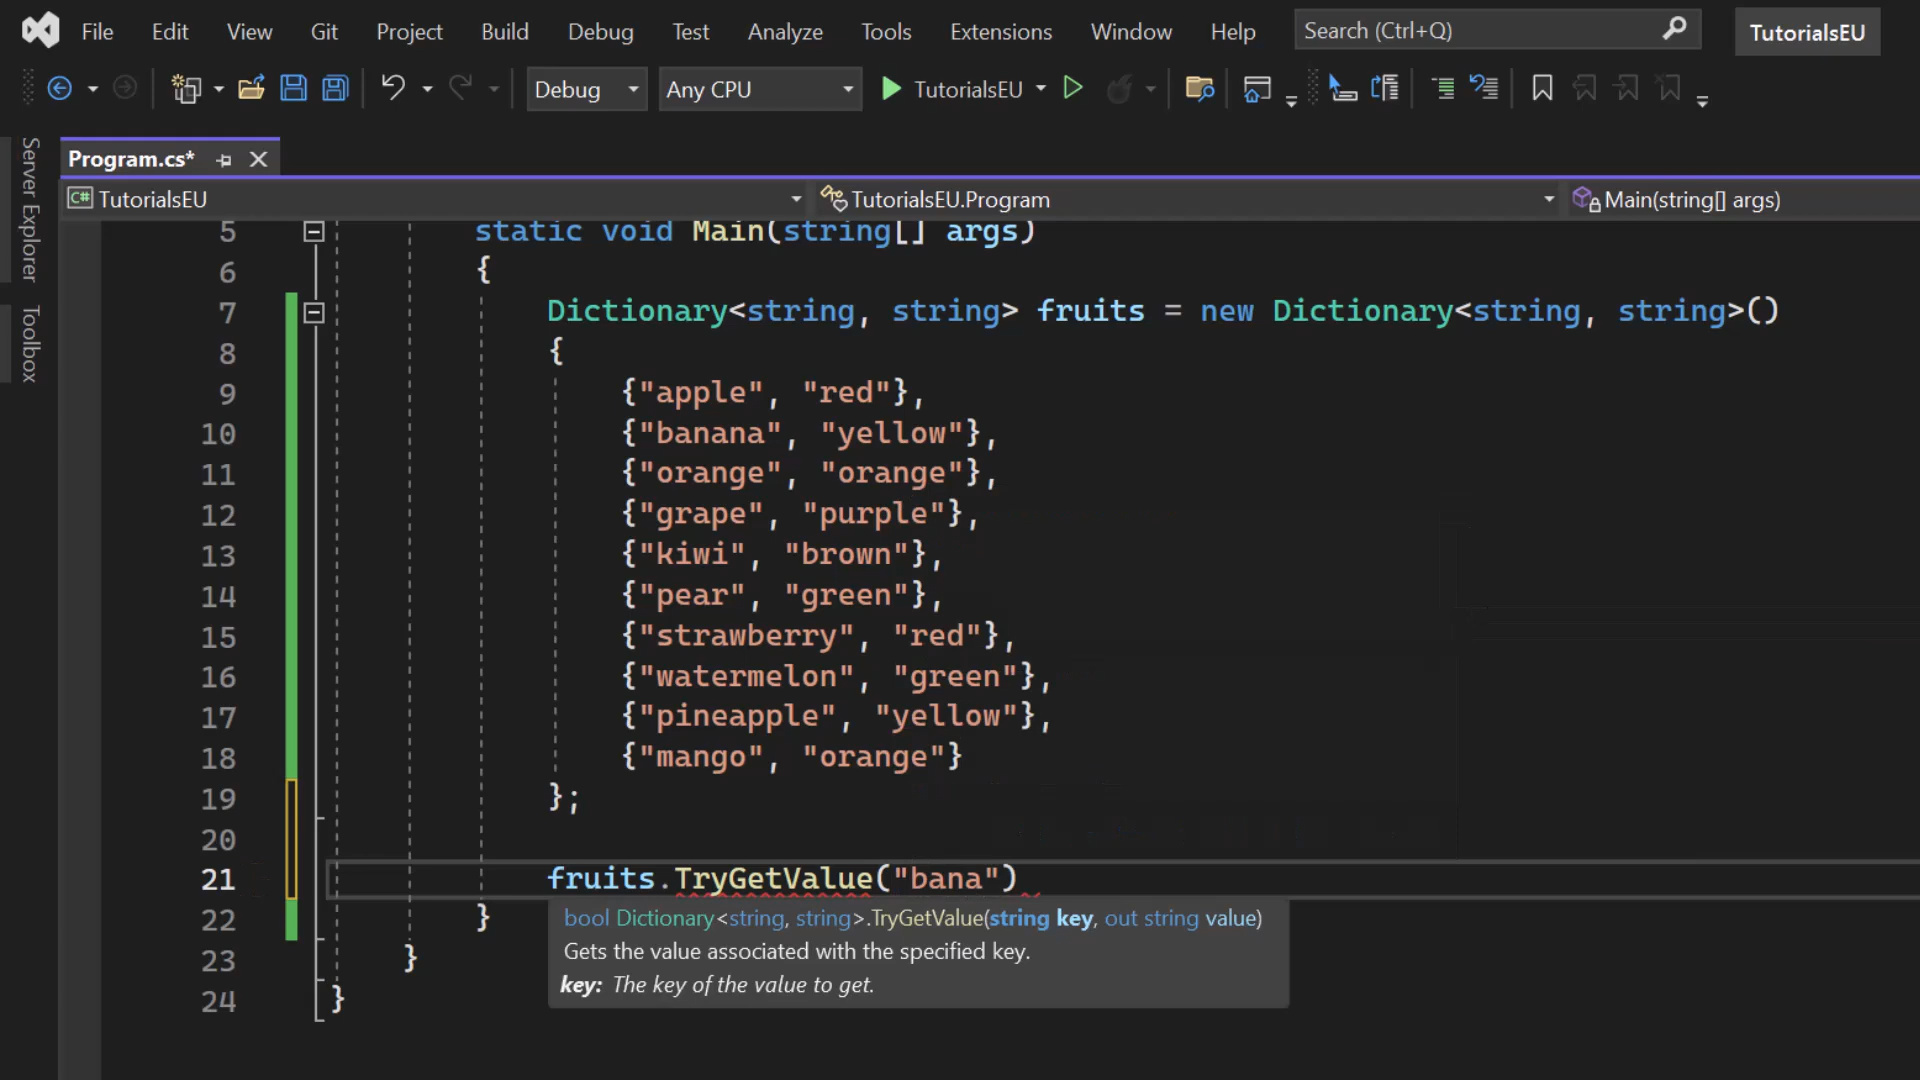 File Edit View Git Project Build Debug Test Analyze Tools Extensions Window Help Search (Ctrl+Q) TutorialsEU
Debug Any CPU TutorialsEU
Server Explorer
Toolbox
Program.cs*
C# TutorialsEU TutorialsEU.Program Main(string[] args)
5 static void Main(string[] args)
6 {
7 Dictionary<string, string> fruits = new Dictionary<string, string>()
8 {
9 {"apple", "red"},
10 {"banana", "yellow"},
11 {"orange", "orange"},
12 {"grape", "purple"},
13 {"kiwi", "brown"},
14 {"pear", "green"},
15 {"strawberry", "red"},
16 {"watermelon", "green"},
17 {"pineapple", "yellow"},
18 {"mango", "orange"}
19 };
20
21 fruits.TryGetValue("bana")
22 }
bool Dictionary<string, string>.TryGetValue(string key, out string value)
Gets the value associated with the specified key.
key: The key of the value to get.
23 }
24 }